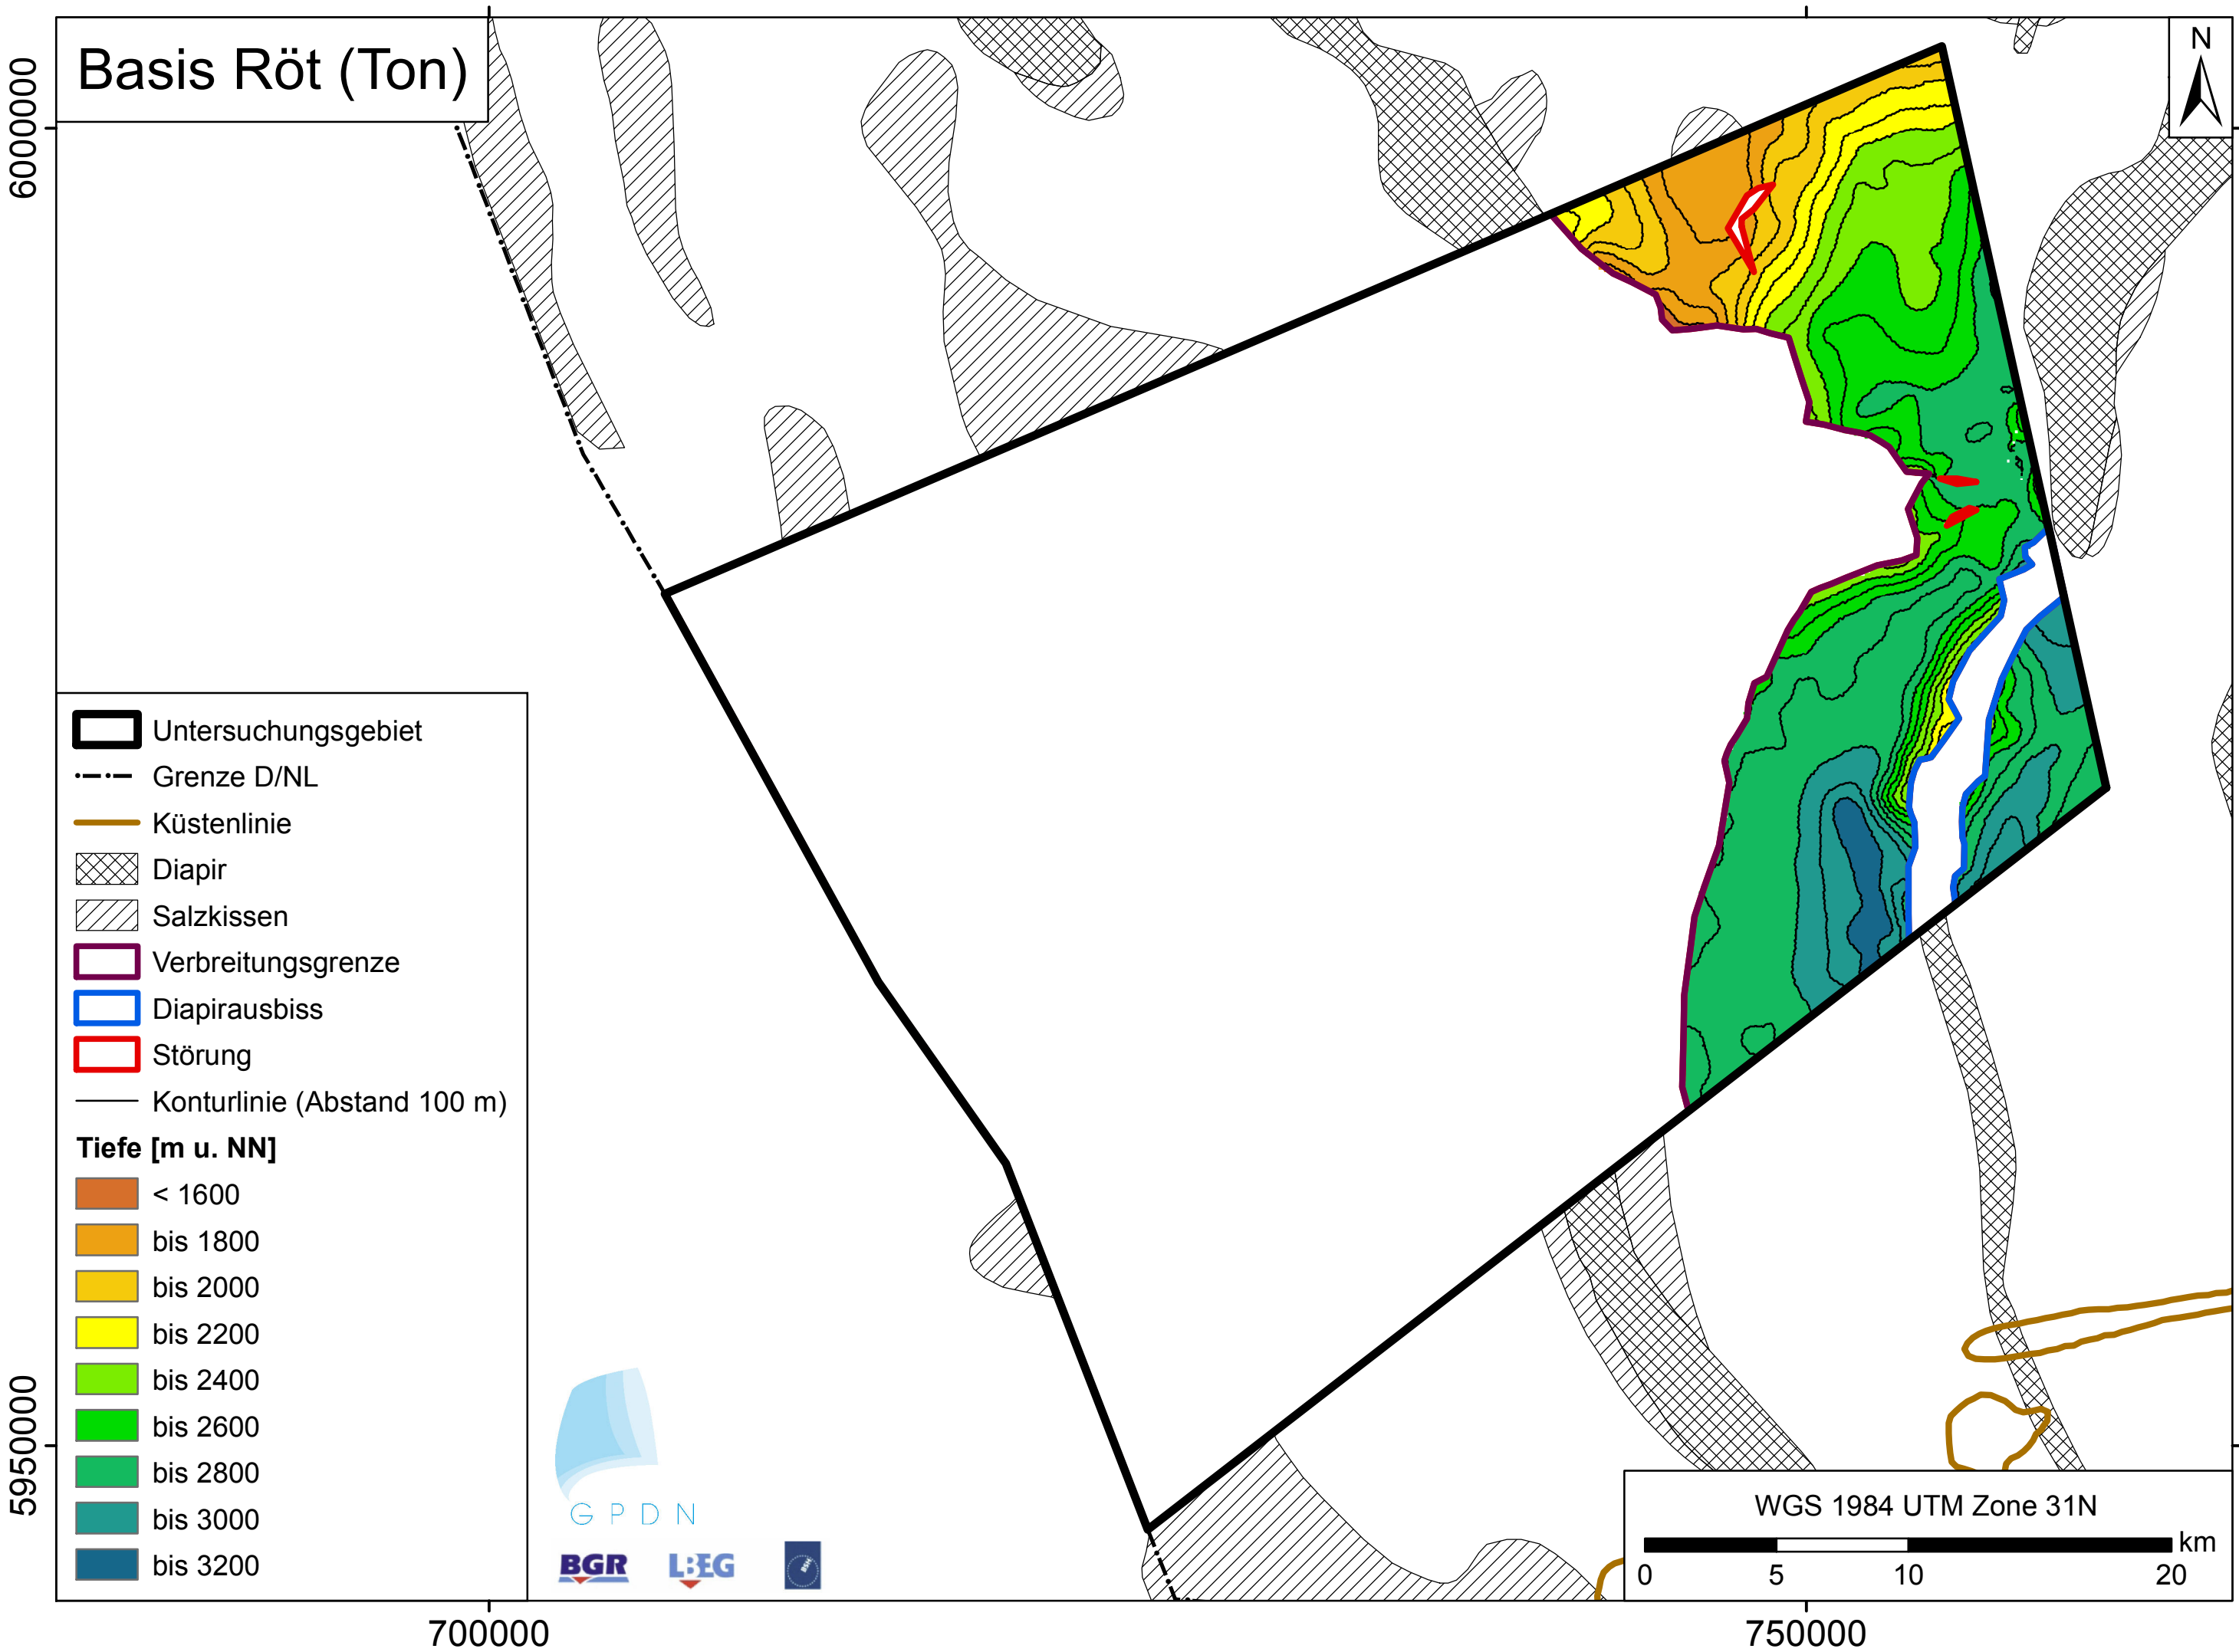 Basis Röt (Ton)
N
6000000
5950000
700000
750000
Untersuchungsgebiet
Grenze D/NL
Küstenlinie
Diapir
Salzkissen
Verbreitungsgrenze
Diapirausbiss
Störung
Konturlinie (Abstand 100 m)
Tiefe [m u. NN]
< 1600
bis 1800
bis 2000
bis 2200
bis 2400
bis 2600
bis 2800
bis 3000
bis 3200
G P D N
BGR
LBEG
BSH
WGS 1984 UTM Zone 31N
km
0 5 10 20